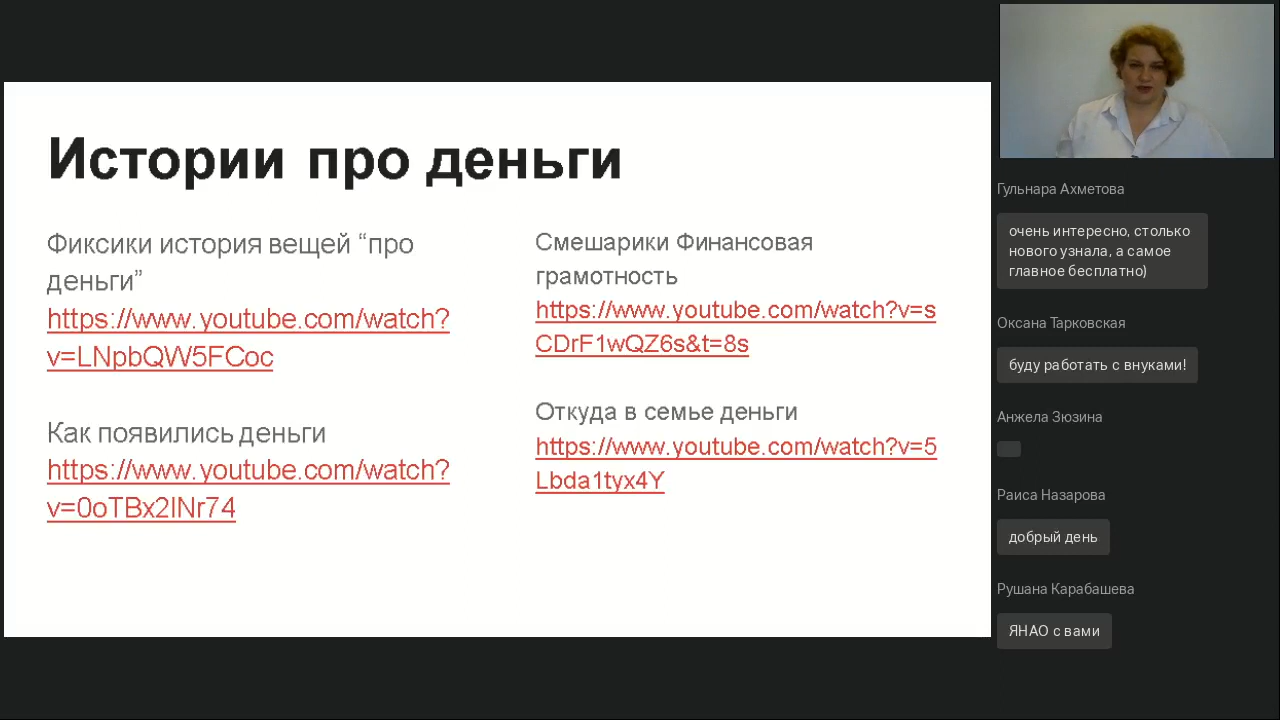 Истории про деньги
Фиксики история вещей “про
деньги”
https://www.youtube.com/watch?
v=LNpbQW5FCoc
Как появились деньги
https://www.youtube.com/watch?
v=0oTBx2lNr74
Смешарики Финансовая
грамотность
https://www.youtube.com/watch?v=s
CDrF1wQZ6s&t=8s
Откуда в семье деньги
https://www.youtube.com/watch?v=5
Lbda1tyx4Y
Гульнара Ахметова
очень интересно, столько
нового узнала, а самое
главное бесплатно)
Оксана Тарковская
буду работать с внуками!
Анжела Зюзина
Раиса Назарова
добрый день
Рушана Карабашева
ЯНАО с вами